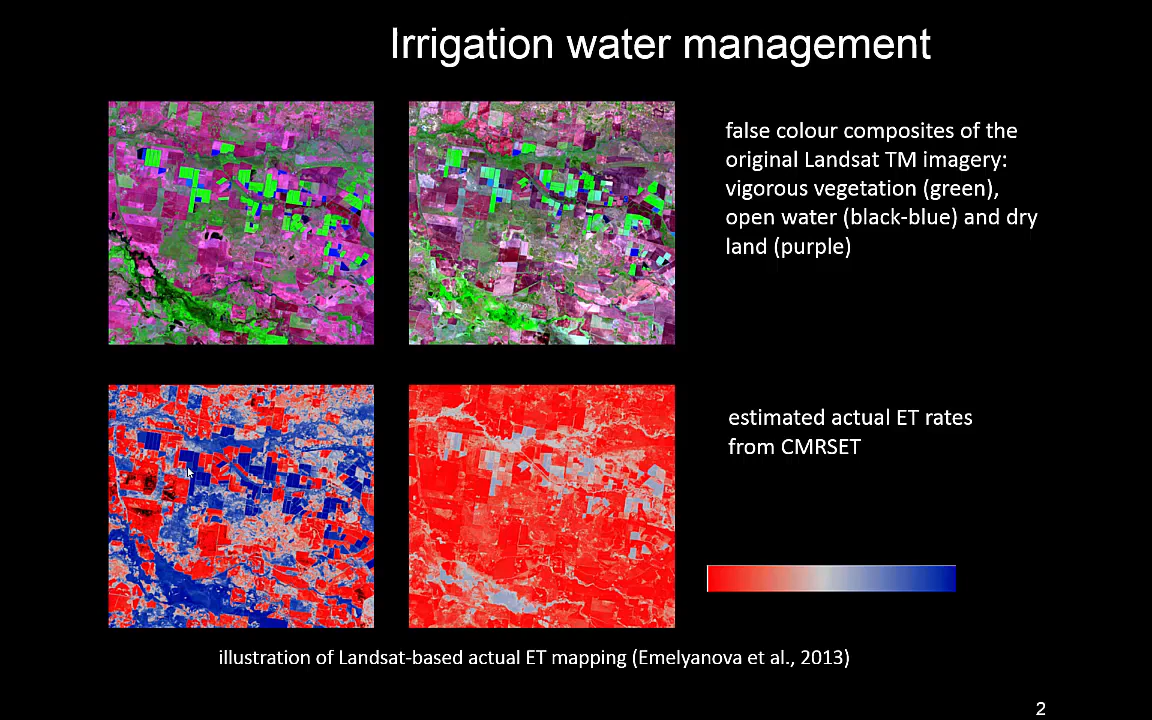 Irrigation water management
false colour composites of the
original Landsat TM imagery:
vigorous vegetation (green),
open water (black-blue) and dry
land (purple)
estimated actual ET rates
from CMRSET
illustration of Landsat-based actual ET mapping (Emelyanova et al., 2013)
2